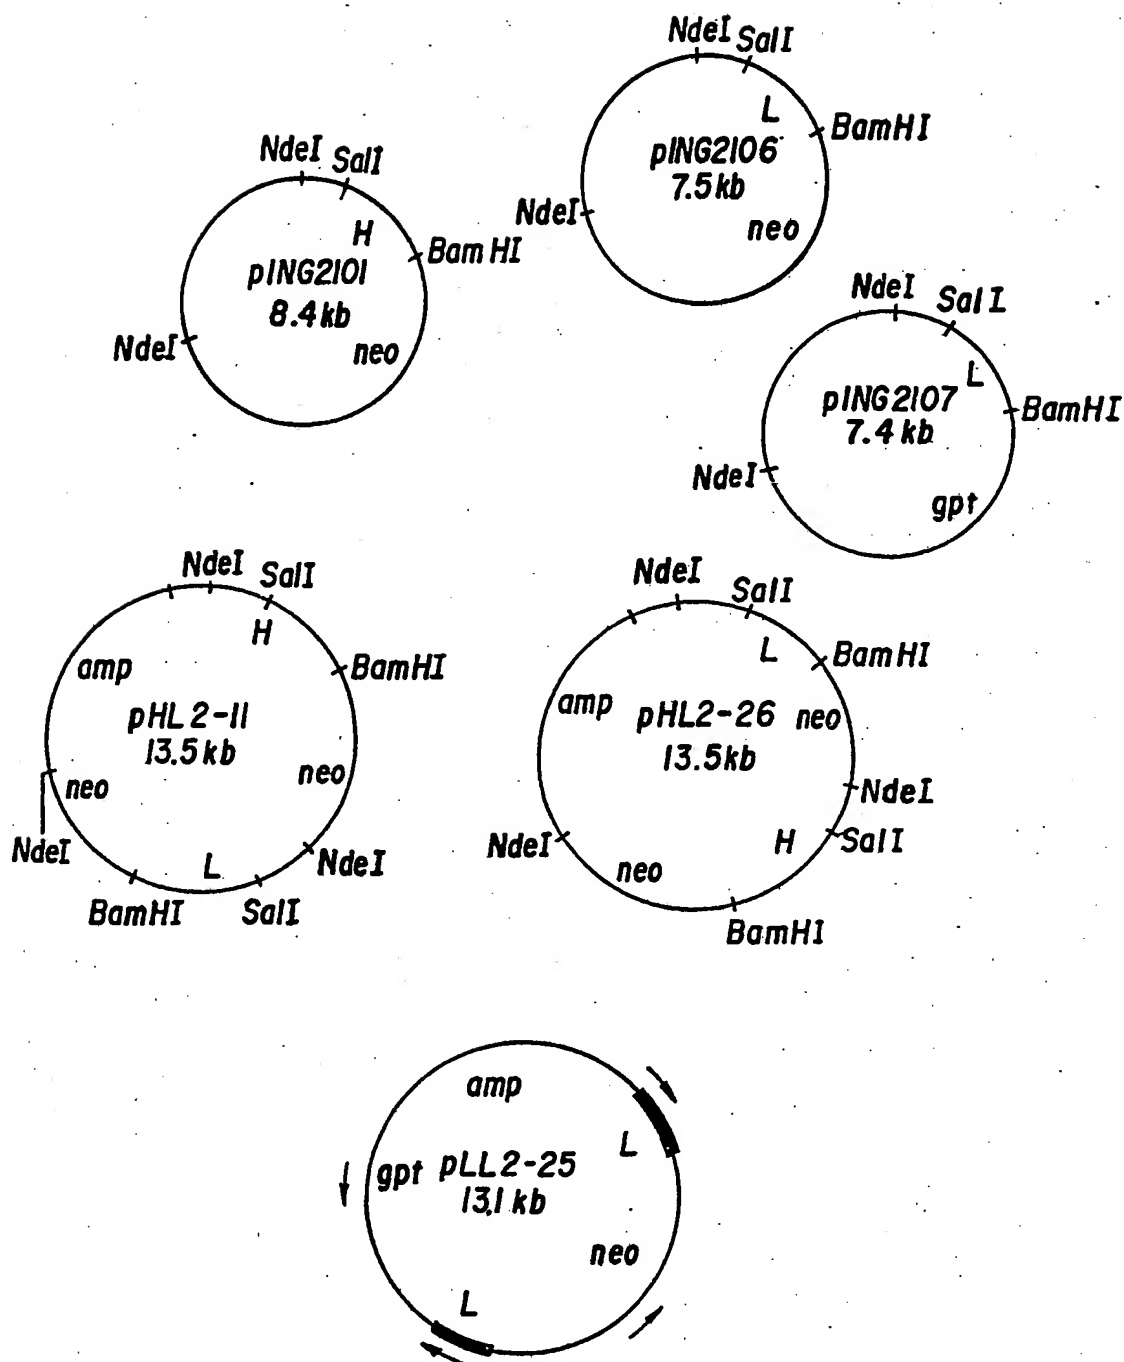 NdeI SalI
L
BamHI
pING2106
7.5kb
NdeI
neo
NdeI SalI
H
BamHI
pING2101
8.4kb
NdeI
neo
NdeI SalI
L
pING2107
BamHI
7.4kb
NdeI
gpt
NdeI SalI
H
amp
BamHI
pHL2-11
13.5kb
neo
neo
NdeI
NdeI
L
BamHI SalI
NdeI SalI
L
BamHI
amp pHL2-26 neo
13.5kb
NdeI
H SalI
NdeI
neo
BamHI
amp
L
gpt pLL2-25
13.1kb
neo
L